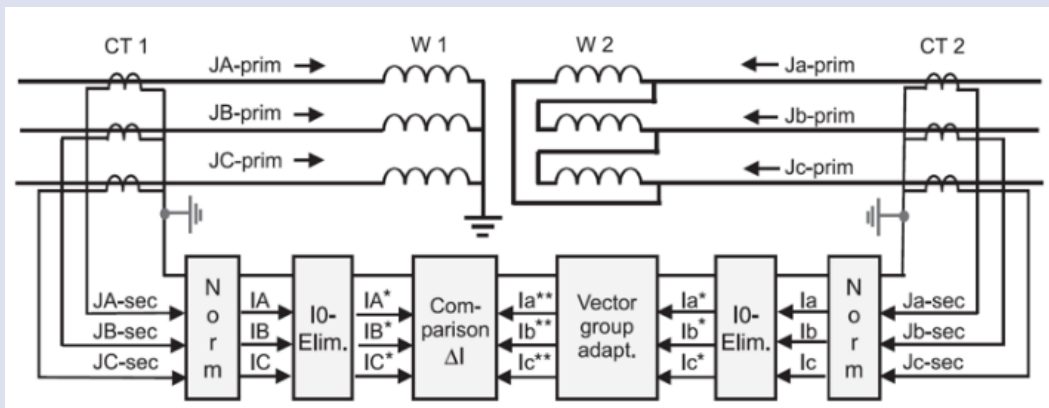 CT 1
W 1
W 2
CT 2
JA-prim
Ja-prim
JB-prim
Jb-prim
JC-prim
Jc-prim
JA-sec
JB-sec
JC-sec
N
o
r
m
IA
IB
IC
I0-
Elim.
IA*
IB*
IC*
Com-
parison
ΔI
Ia**
Ib**
Ic**
Vector
group
adapt.
Ia*
Ib*
Ic*
I0-
Elim.
Ia
Ib
Ic
N
o
r
m
Ja-sec
Jb-sec
Jc-sec